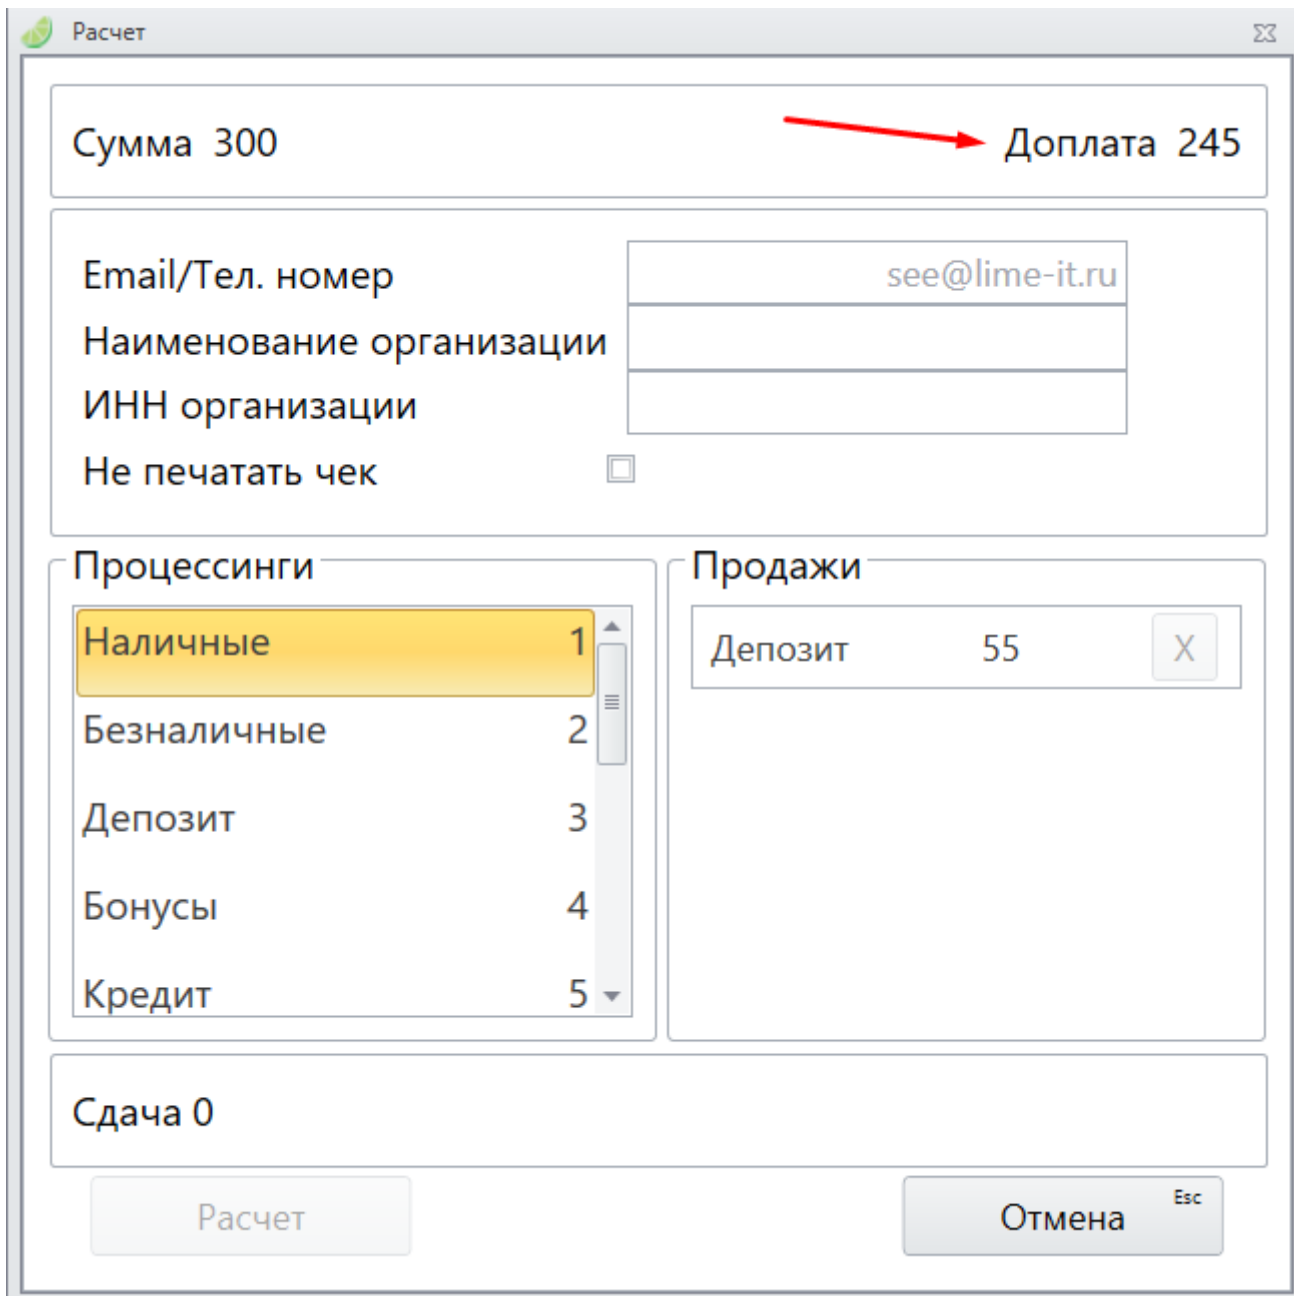 Расчет
Сумма 300 Доплата 245
Email/Тел. номер see@lime-it.ru
Наименование организации
ИНН организации
Не печатать чек
Процессинги
Наличные 1
Безналичные 2
Депозит 3
Бонусы 4
Кредит 5
Продажи
Депозит 55 X
Сдача 0
Расчет
Отмена Esc